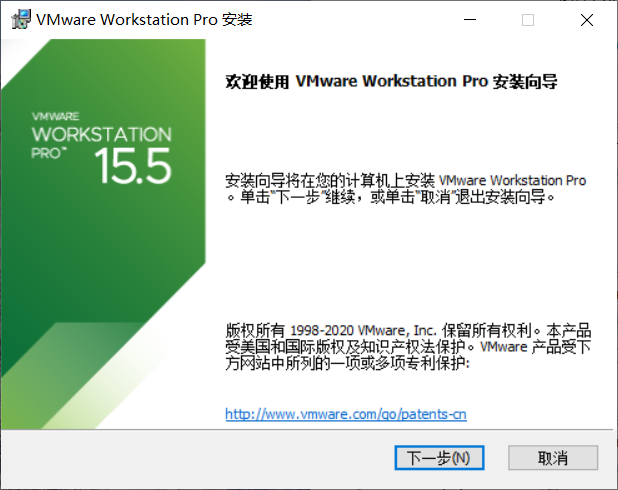 VMware Workstation Pro 安装
VMWARE
WORKSTATION
PRO™ 15.5
欢迎使用 VMware Workstation Pro 安装向导
安装向导将在您的计算机上安装 VMware Workstation Pro
。单击“下一步”继续，或单击“取消”退出安装向导。
版权所有 1998-2020 VMware, Inc. 保留所有权利。本产品
受美国和国际版权及知识产权法保护。VMware 产品受下
方网站中所列的一项或多项专利保护:
http://www.vmware.com/go/patents-cn
下一步(N)
取消